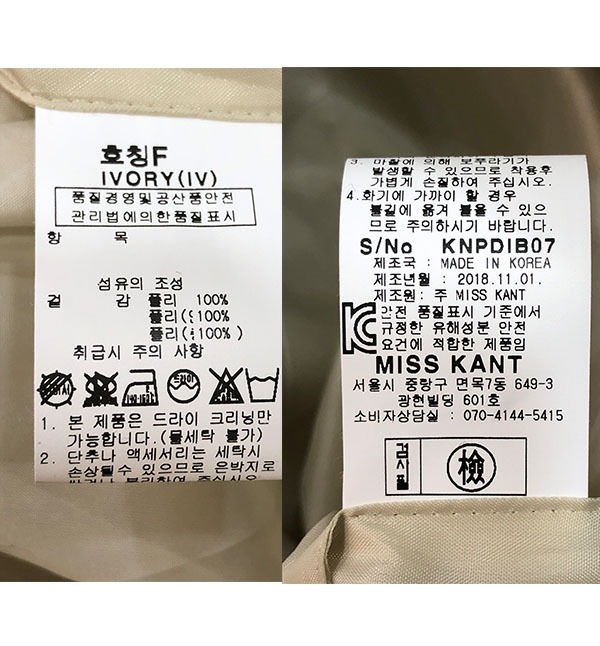 호칭F
IVORY(IV)
품질경영및공산품안전
관리법에의한품질표시
항 목
섬유의 조성
겉 감 폴리 100%
폴리 100%
폴리 100%
취급시 주의 사항
드라이
1. 본 제품은 드라이 크리닝만
가능합니다.(물세탁 불가)
2. 단추나 액세서리는 세탁시
손상될수 있으므로 은박지로
싸거나 분리하여 주십시오
3. 마찰에 의해 보푸라기가
발생할 수 있으므로 착용후
가볍게 손질하여 주십시오.
4.화기에 가까이 할 경우
불길에 옮겨 붙을 수 있으
므로 주의하시기 바랍니다.
S/No KNPDIB07
제조국 : MADE IN KOREA
제조년월 : 2018.11.01.
제조원 : 주 MISS KANT
안전 품질표시 기준에서
규정한 유해성분 안전
요건에 적합한 제품임
MISS KANT
서울시 중랑구 면목7동 649-3
광현빌딩 601호
소비자상담실 : 070-4144-5415
검사필
檢